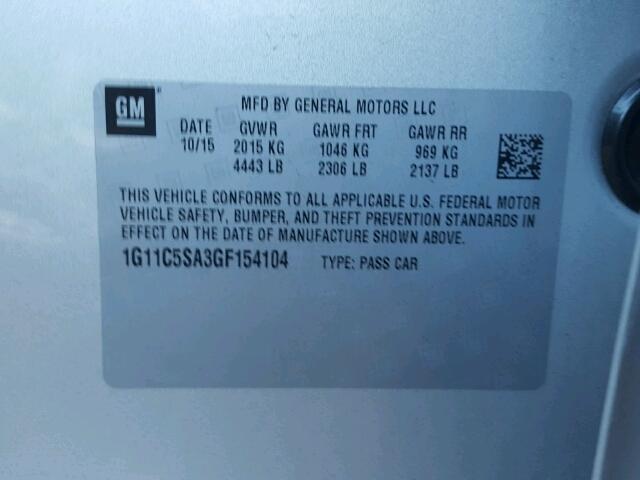 GM
MFD BY GENERAL MOTORS LLC
DATE GVWR GAWR FRT GAWR RR
10/15 2015 KG 1046 KG 969 KG
4443 LB 2306 LB 2137 LB
THIS VEHICLE CONFORMS TO ALL APPLICABLE U.S. FEDERAL MOTOR
VEHICLE SAFETY, BUMPER, AND THEFT PREVENTION STANDARDS IN
EFFECT ON THE DATE OF MANUFACTURE SHOWN ABOVE.
1G11C5SA3GF154104 TYPE: PASS CAR